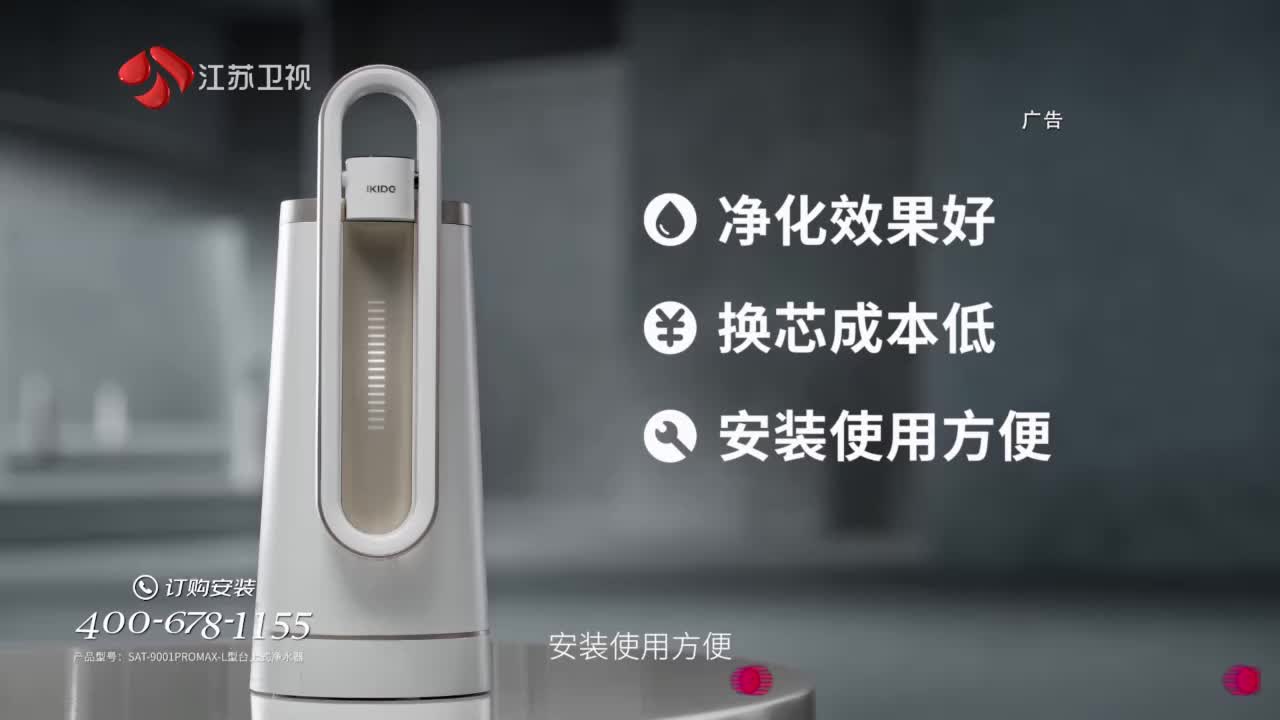 江苏卫视
广告
IKIDE
净化效果好
换芯成本低
安装使用方便
订购安装
400-678-1155
产品型号：SAT-9001PROMAX-L型台上式净水器
安装使用方便